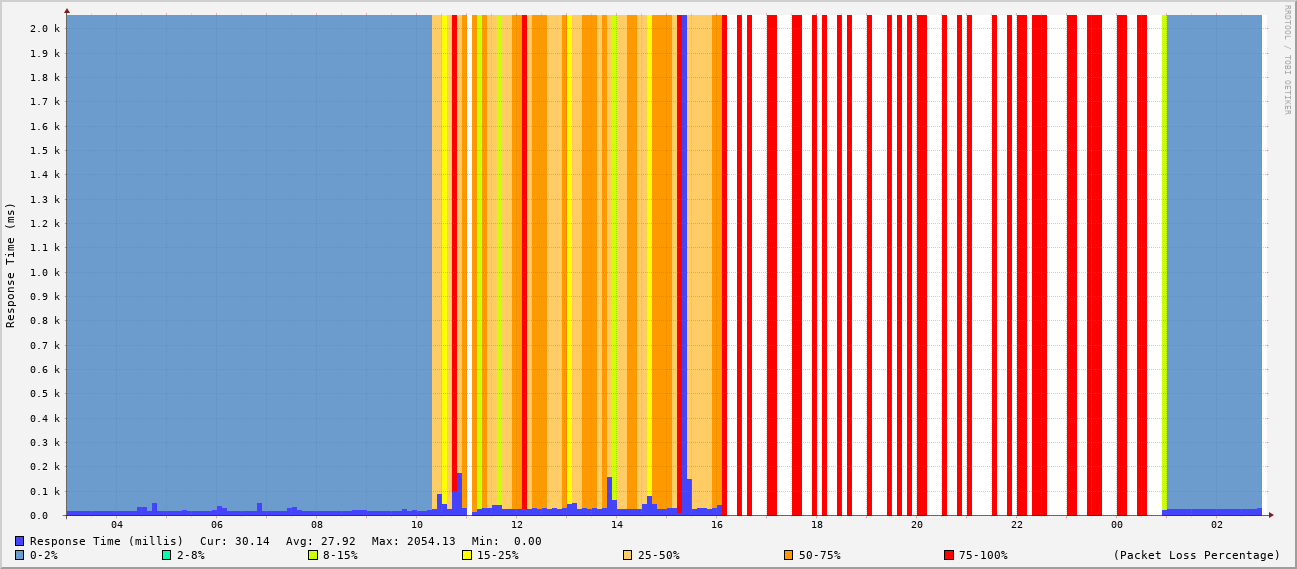 RRDTOOL / TOBI OETIKER
Response Time (ms)
2.0 k
1.9 k
1.8 k
1.7 k
1.6 k
1.5 k
1.4 k
1.3 k
1.2 k
1.1 k
1.0 k
0.9 k
0.8 k
0.7 k
0.6 k
0.5 k
0.4 k
0.3 k
0.2 k
0.1 k
0.0
04 06 08 10 12 14 16 18 20 22 00 02
Response Time (millis) Cur: 30.14 Avg: 27.92 Max: 2054.13 Min: 0.00
0-2% 2-8% 8-15% 15-25% 25-50% 50-75% 75-100% (Packet Loss Percentage)